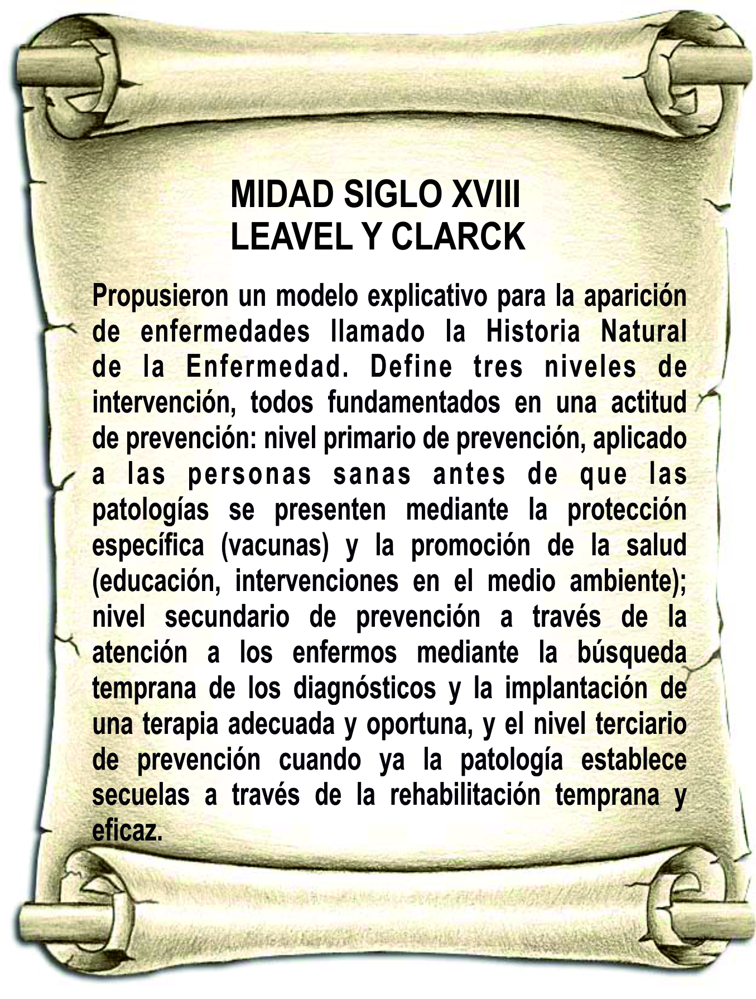 MIDAD SIGLO XVIII
LEAVEL Y CLARCK
Propusieron un modelo explicativo para la aparición
de enfermedades llamado la Historia Natural
de la Enfermedad. Define tres niveles de
intervención, todos fundamentados en una actitud
de prevención: nivel primario de prevención, aplicado
a las personas sanas antes de que las
patologías se presenten mediante la protección
específica (vacunas) y la promoción de la salud
(educación, intervenciones en el medio ambiente);
nivel secundario de prevención a través de la
atención a los enfermos mediante la búsqueda
temprana de los diagnósticos y la implantación de
una terapia adecuada y oportuna, y el nivel terciario
de prevención cuando ya la patología establece
secuelas a través de la rehabilitación temprana y
eficaz.